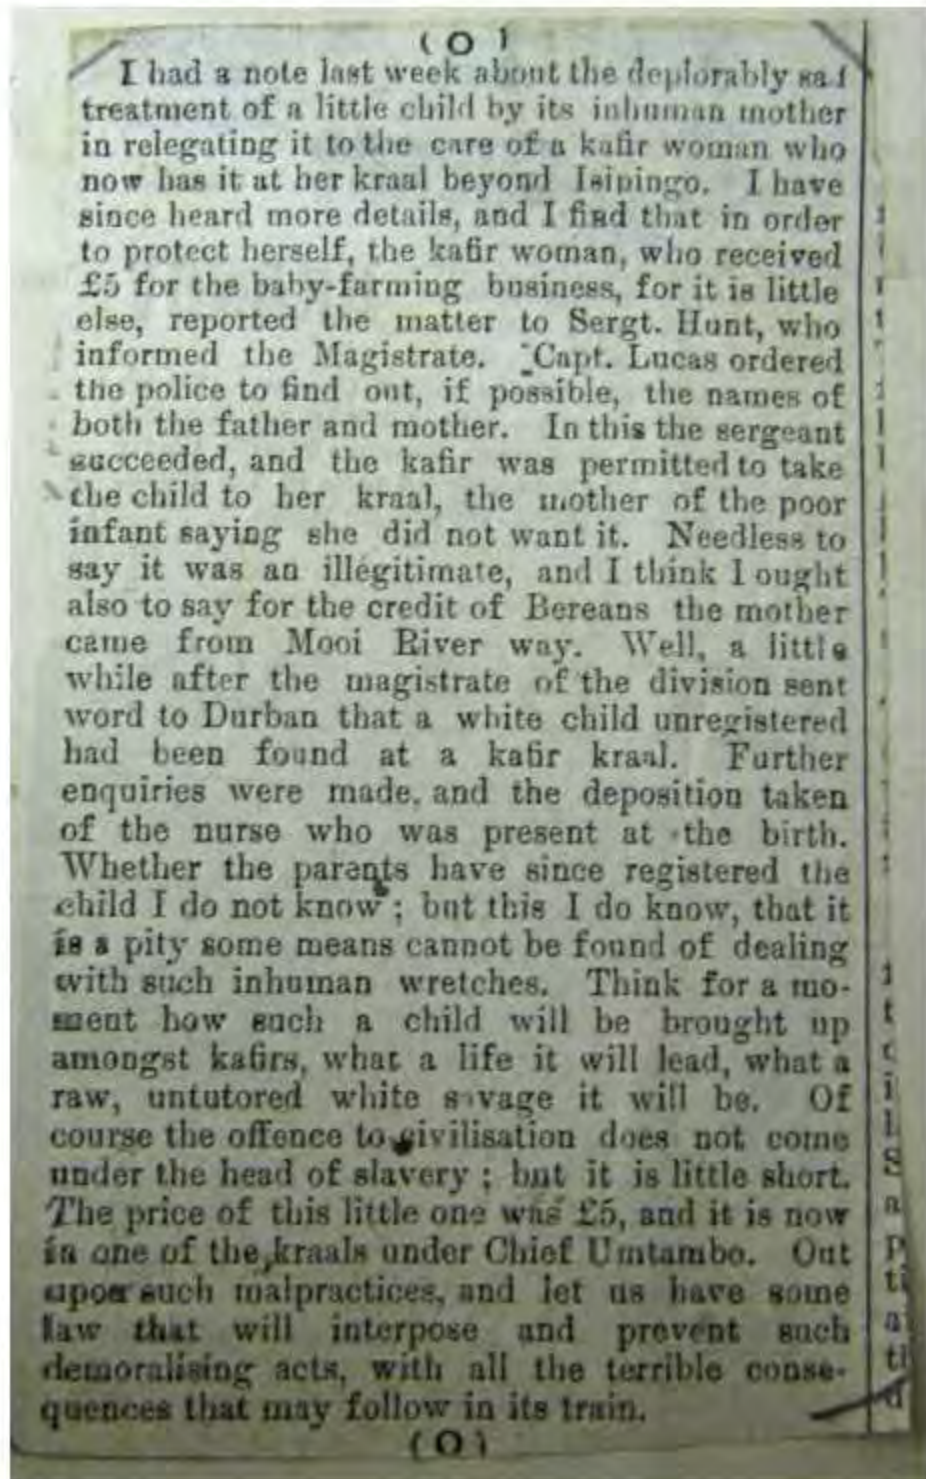 (O)
I had a note last week about the deplorably sad
treatment of a little child by its inhuman mother
in relegating it to the care of a kafir woman who
now has it at her kraal beyond Isipingo. I have
since heard more details, and I find that in order
to protect herself, the kafir woman, who received
£5 for the baby-farming business, for it is little
else, reported the matter to Sergt. Hunt, who
informed the Magistrate. Capt. Lucas ordered
the police to find out, if possible, the names of
both the father and mother. In this the sergeant
succeeded, and the kafir was permitted to take
the child to her kraal, the mother of the poor
infant saying she did not want it. Needless to
say it was an illegitimate, and I think I ought
also to say for the credit of Bereans the mother
came from Mooi River way. Well, a little
while after the magistrate of the division sent
word to Durban that a white child unregistered
had been found at a kafir kraal. Further
enquiries were made, and the deposition taken
of the nurse who was present at the birth.
Whether the parents have since registered the
child I do not know; but this I do know, that it
is a pity some means cannot be found of dealing
with such inhuman wretches. Think for a mo-
ment how such a child will be brought up
amongst kafirs, what a life it will lead, what a
raw, untutored white savage it will be. Of
course the offence to civilisation does not come
under the head of slavery; but it is little short.
The price of this little one was £5, and it is now
in one of the kraals under Chief Umtambo. Out
upon such malpractices, and let us have some
law that will interpose and prevent such
demoralising acts, with all the terrible conse-
quences that may follow in its train.
(O)